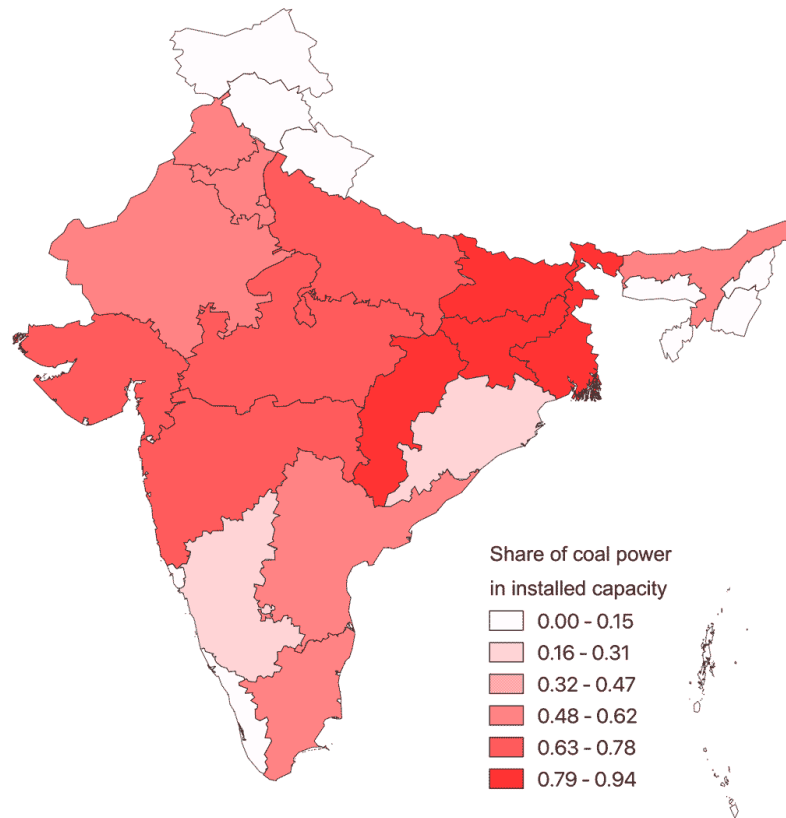 Share of coal power
in installed capacity
0.00 - 0.15
0.16 - 0.31
0.32 - 0.47
0.48 - 0.62
0.63 - 0.78
0.79 - 0.94